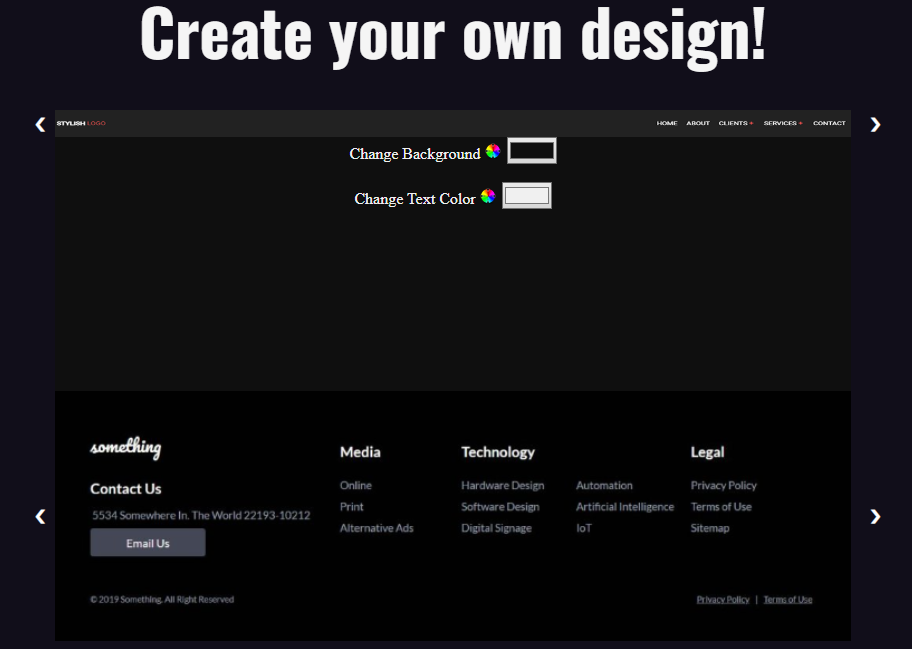 Create your own design!
STYLISH LOGO HOME ABOUT CLIENTS + SERVICES + CONTACT
Change Background
Change Text Color
something
Contact Us
5534 Somewhere In. The World 22193-10212
Email Us
Media
Online
Print
Alternative Ads
Technology
Hardware Design
Software Design
Digital Signage
Automation
Artificial Intelligence
IoT
Legal
Privacy Policy
Terms of Use
Sitemap
© 2019 Something. All Right Reserved
Privacy Policy | Terms of Use